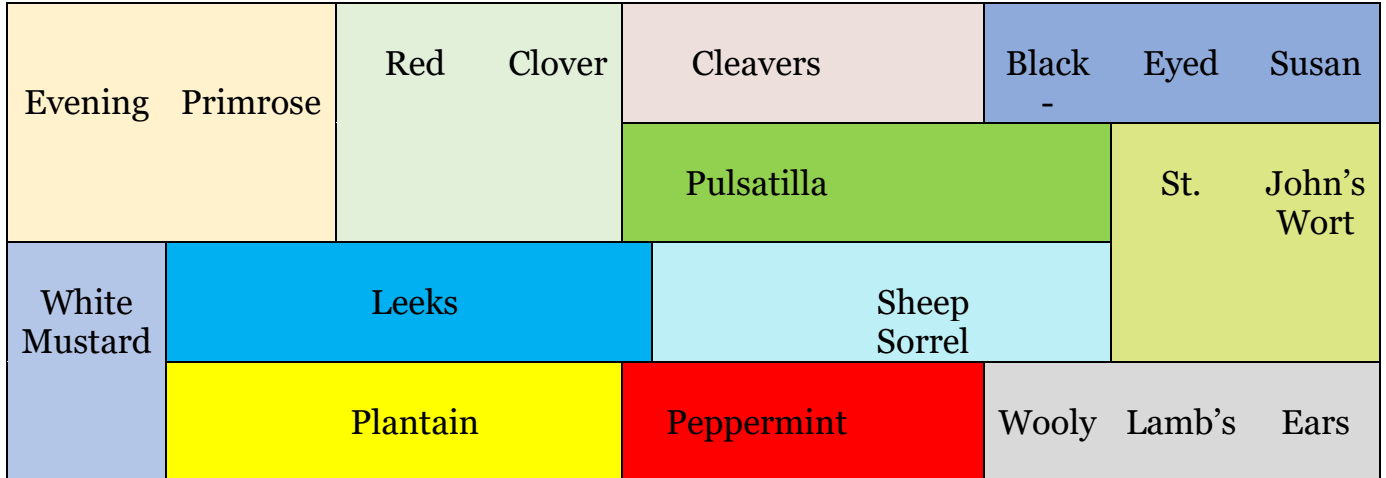 Evening Primrose
Red Clover
Cleavers
Black Eyed Susan
-
Pulsatilla
St. John’s
Wort
White
Mustard
Leeks
Sheep
Sorrel
Plantain
Peppermint
Wooly Lamb’s Ears